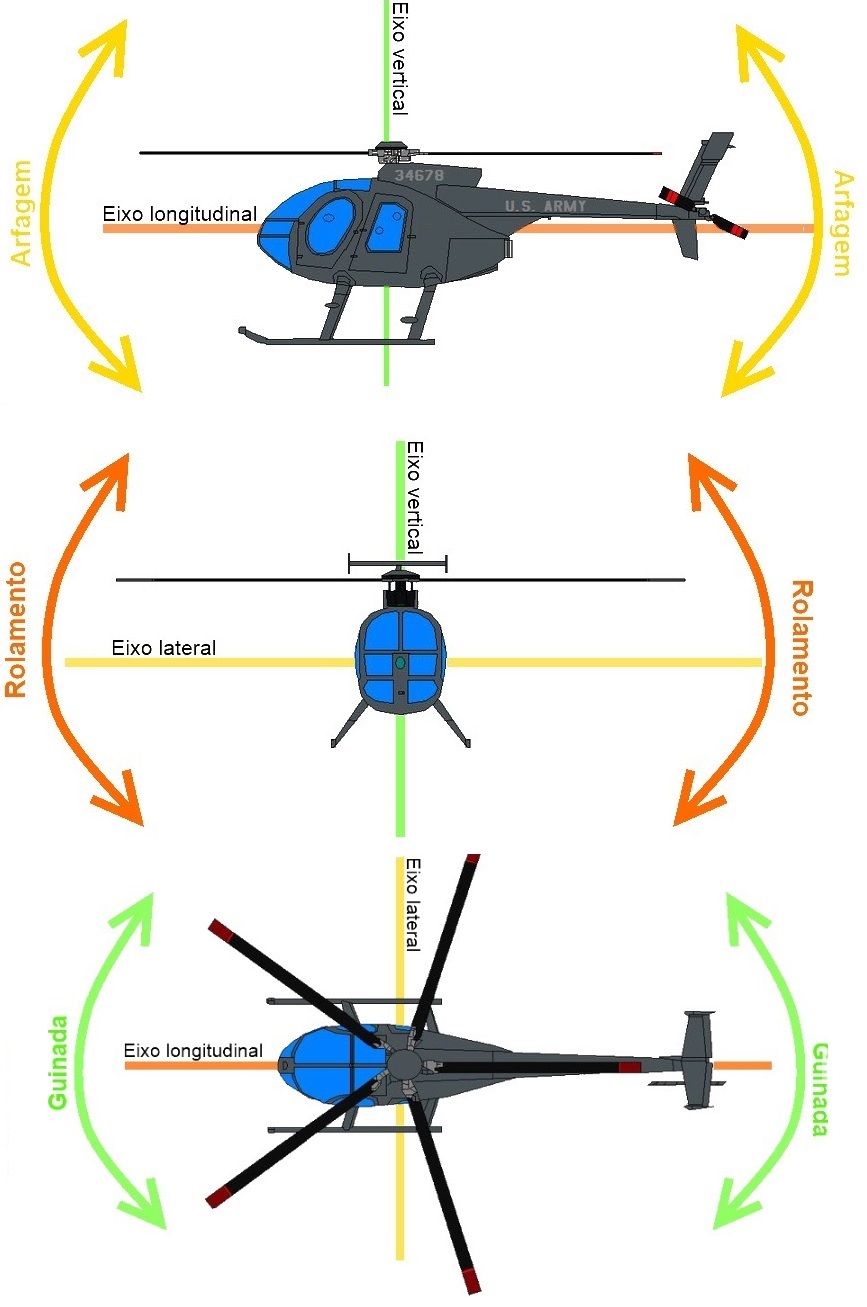 Eixo vertical
34678
U.S. ARMY
Eixo longitudinal
Arfagem
Arfagem
Eixo vertical
Rolamento
Rolamento
Eixo lateral
Eixo lateral
Guinada
Guinada
Eixo longitudinal